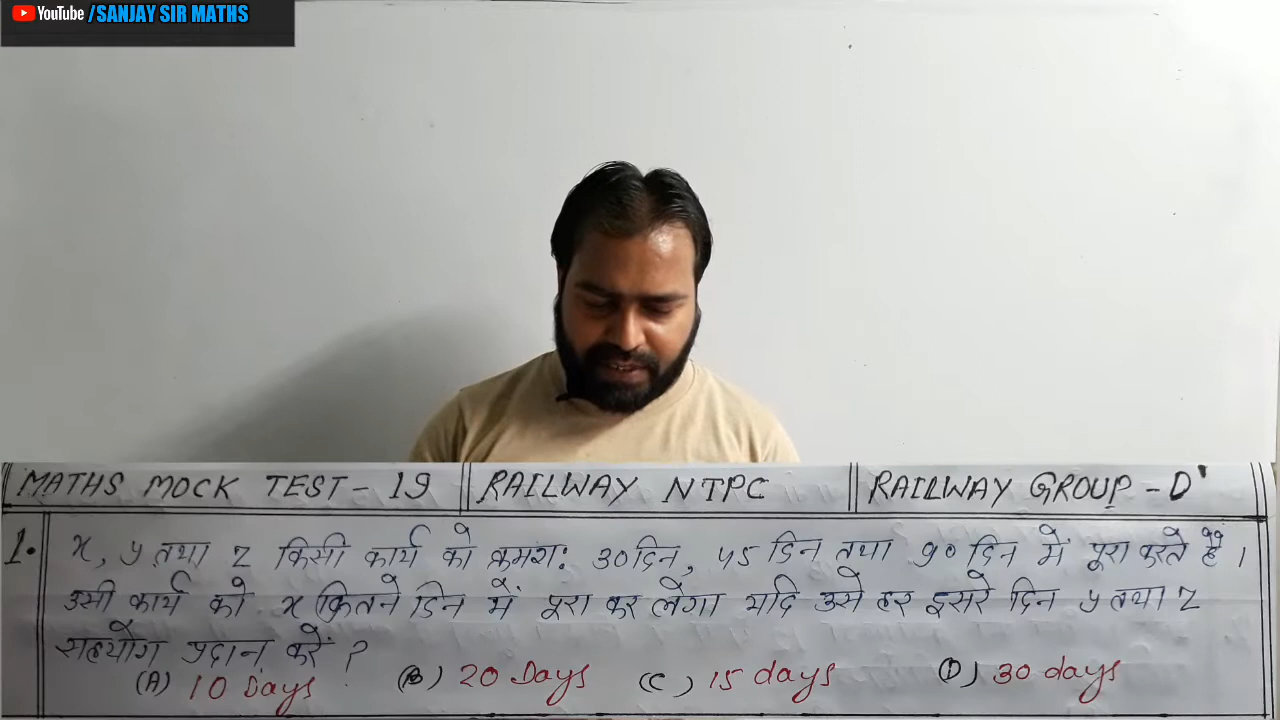 YouTube /SANJAY SIR MATHS
MATHS MOCK TEST - 19 RAILWAY NTPC RAILWAY GROUP - D'
1. x, y तथा z किसी कार्य को क्रमश: 30 दिन, 45 दिन तथा 90 दिन में पूरा करते हैं ।
उसी कार्य को x कितने दिन में पूरा कर लेगा यदि उसे हर दूसरे दिन y तथा z
सहयोग प्रदान करें ?
(A) 10 Days (B) 20 Days (C) 15 days (D) 30 days